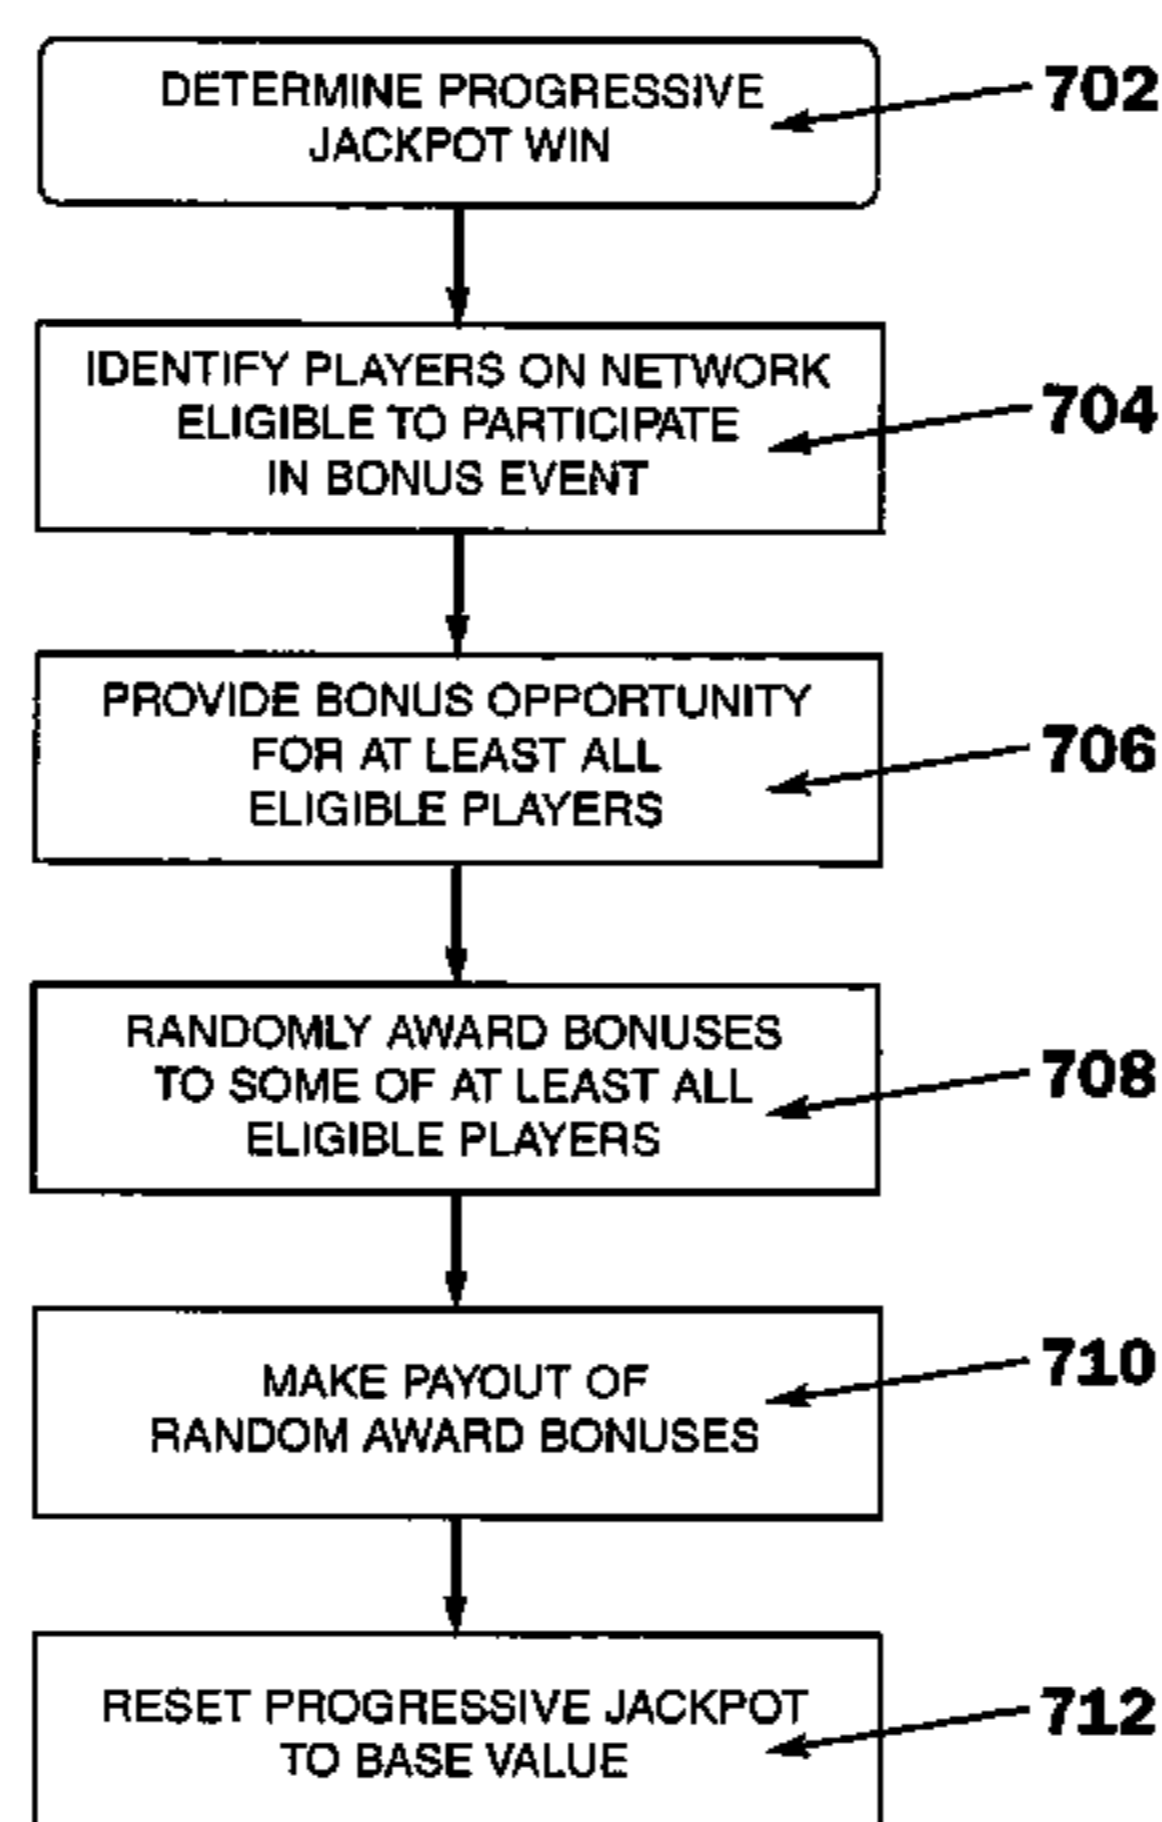 DETERMINE PROGRESSIVE
JACKPOT WIN
702
IDENTIFY PLAYERS ON NETWORK
ELIGIBLE TO PARTICIPATE
IN BONUS EVENT
704
PROVIDE BONUS OPPORTUNITY
FOR AT LEAST ALL
ELIGIBLE PLAYERS
706
RANDOMLY AWARD BONUSES
TO SOME OF AT LEAST ALL
ELIGIBLE PLAYERS
708
MAKE PAYOUT OF
RANDOM AWARD BONUSES
710
RESET PROGRESSIVE JACKPOT
TO BASE VALUE
712